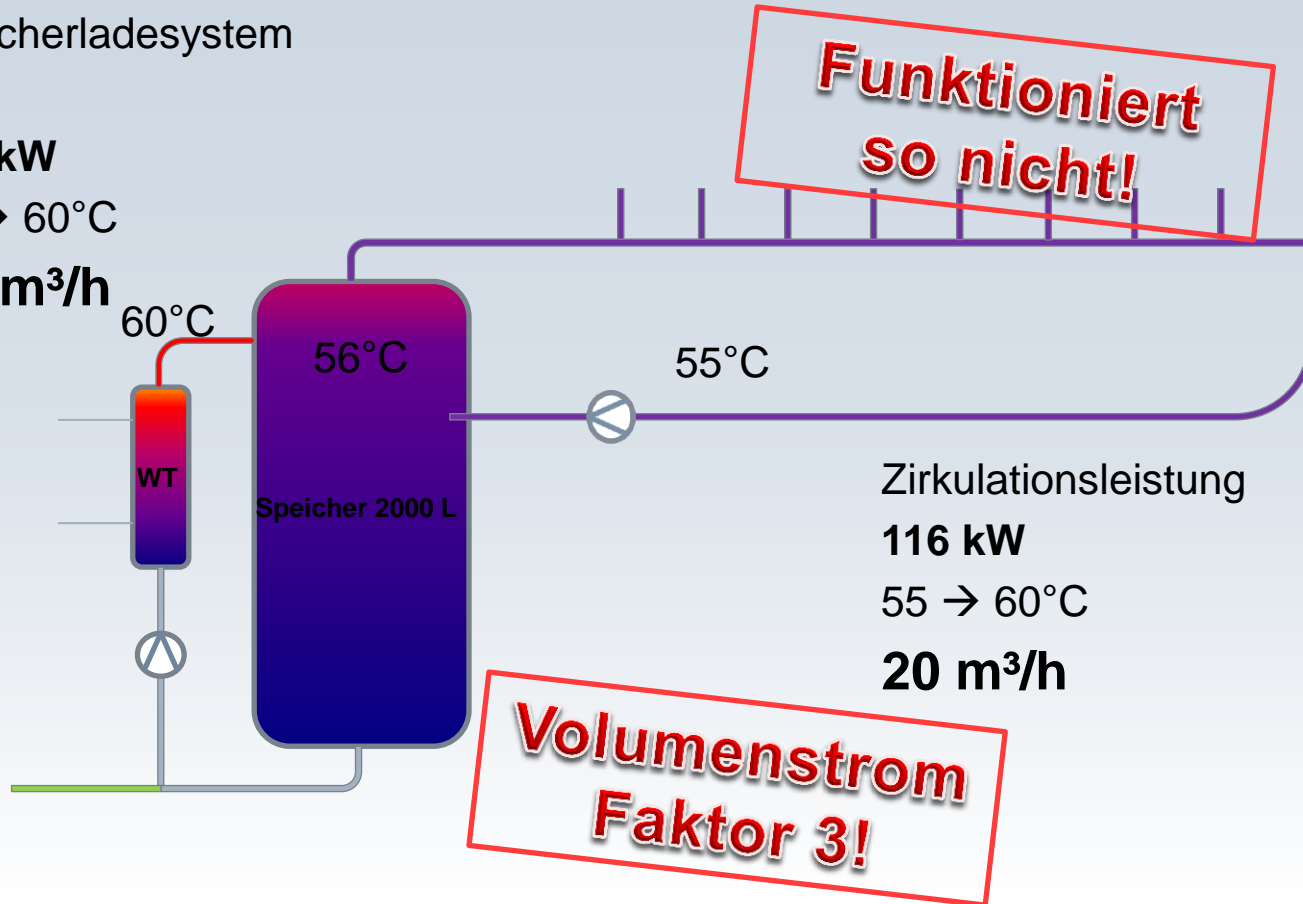 cherladesystem
Funktioniert
so nicht!
kW
60°C
m³/h
60°C
56°C
55°C
WT
Speicher 2000 L
Zirkulationsleistung
116 kW
55 → 60°C
20 m³/h
Volumenstrom
Faktor 3!